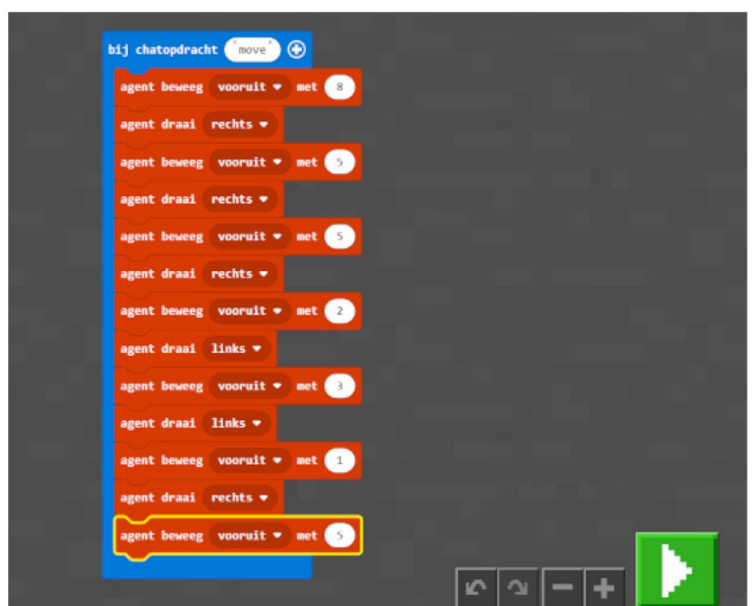 bij chatopdracht "move"
agent beweeg vooruit met 8
agent draai rechts
agent beweeg vooruit met 5
agent draai rechts
agent beweeg vooruit met 5
agent draai rechts
agent beweeg vooruit met 2
agent draai links
agent beweeg vooruit met 3
agent draai links
agent beweeg vooruit met 1
agent draai rechts
agent beweeg vooruit met 5